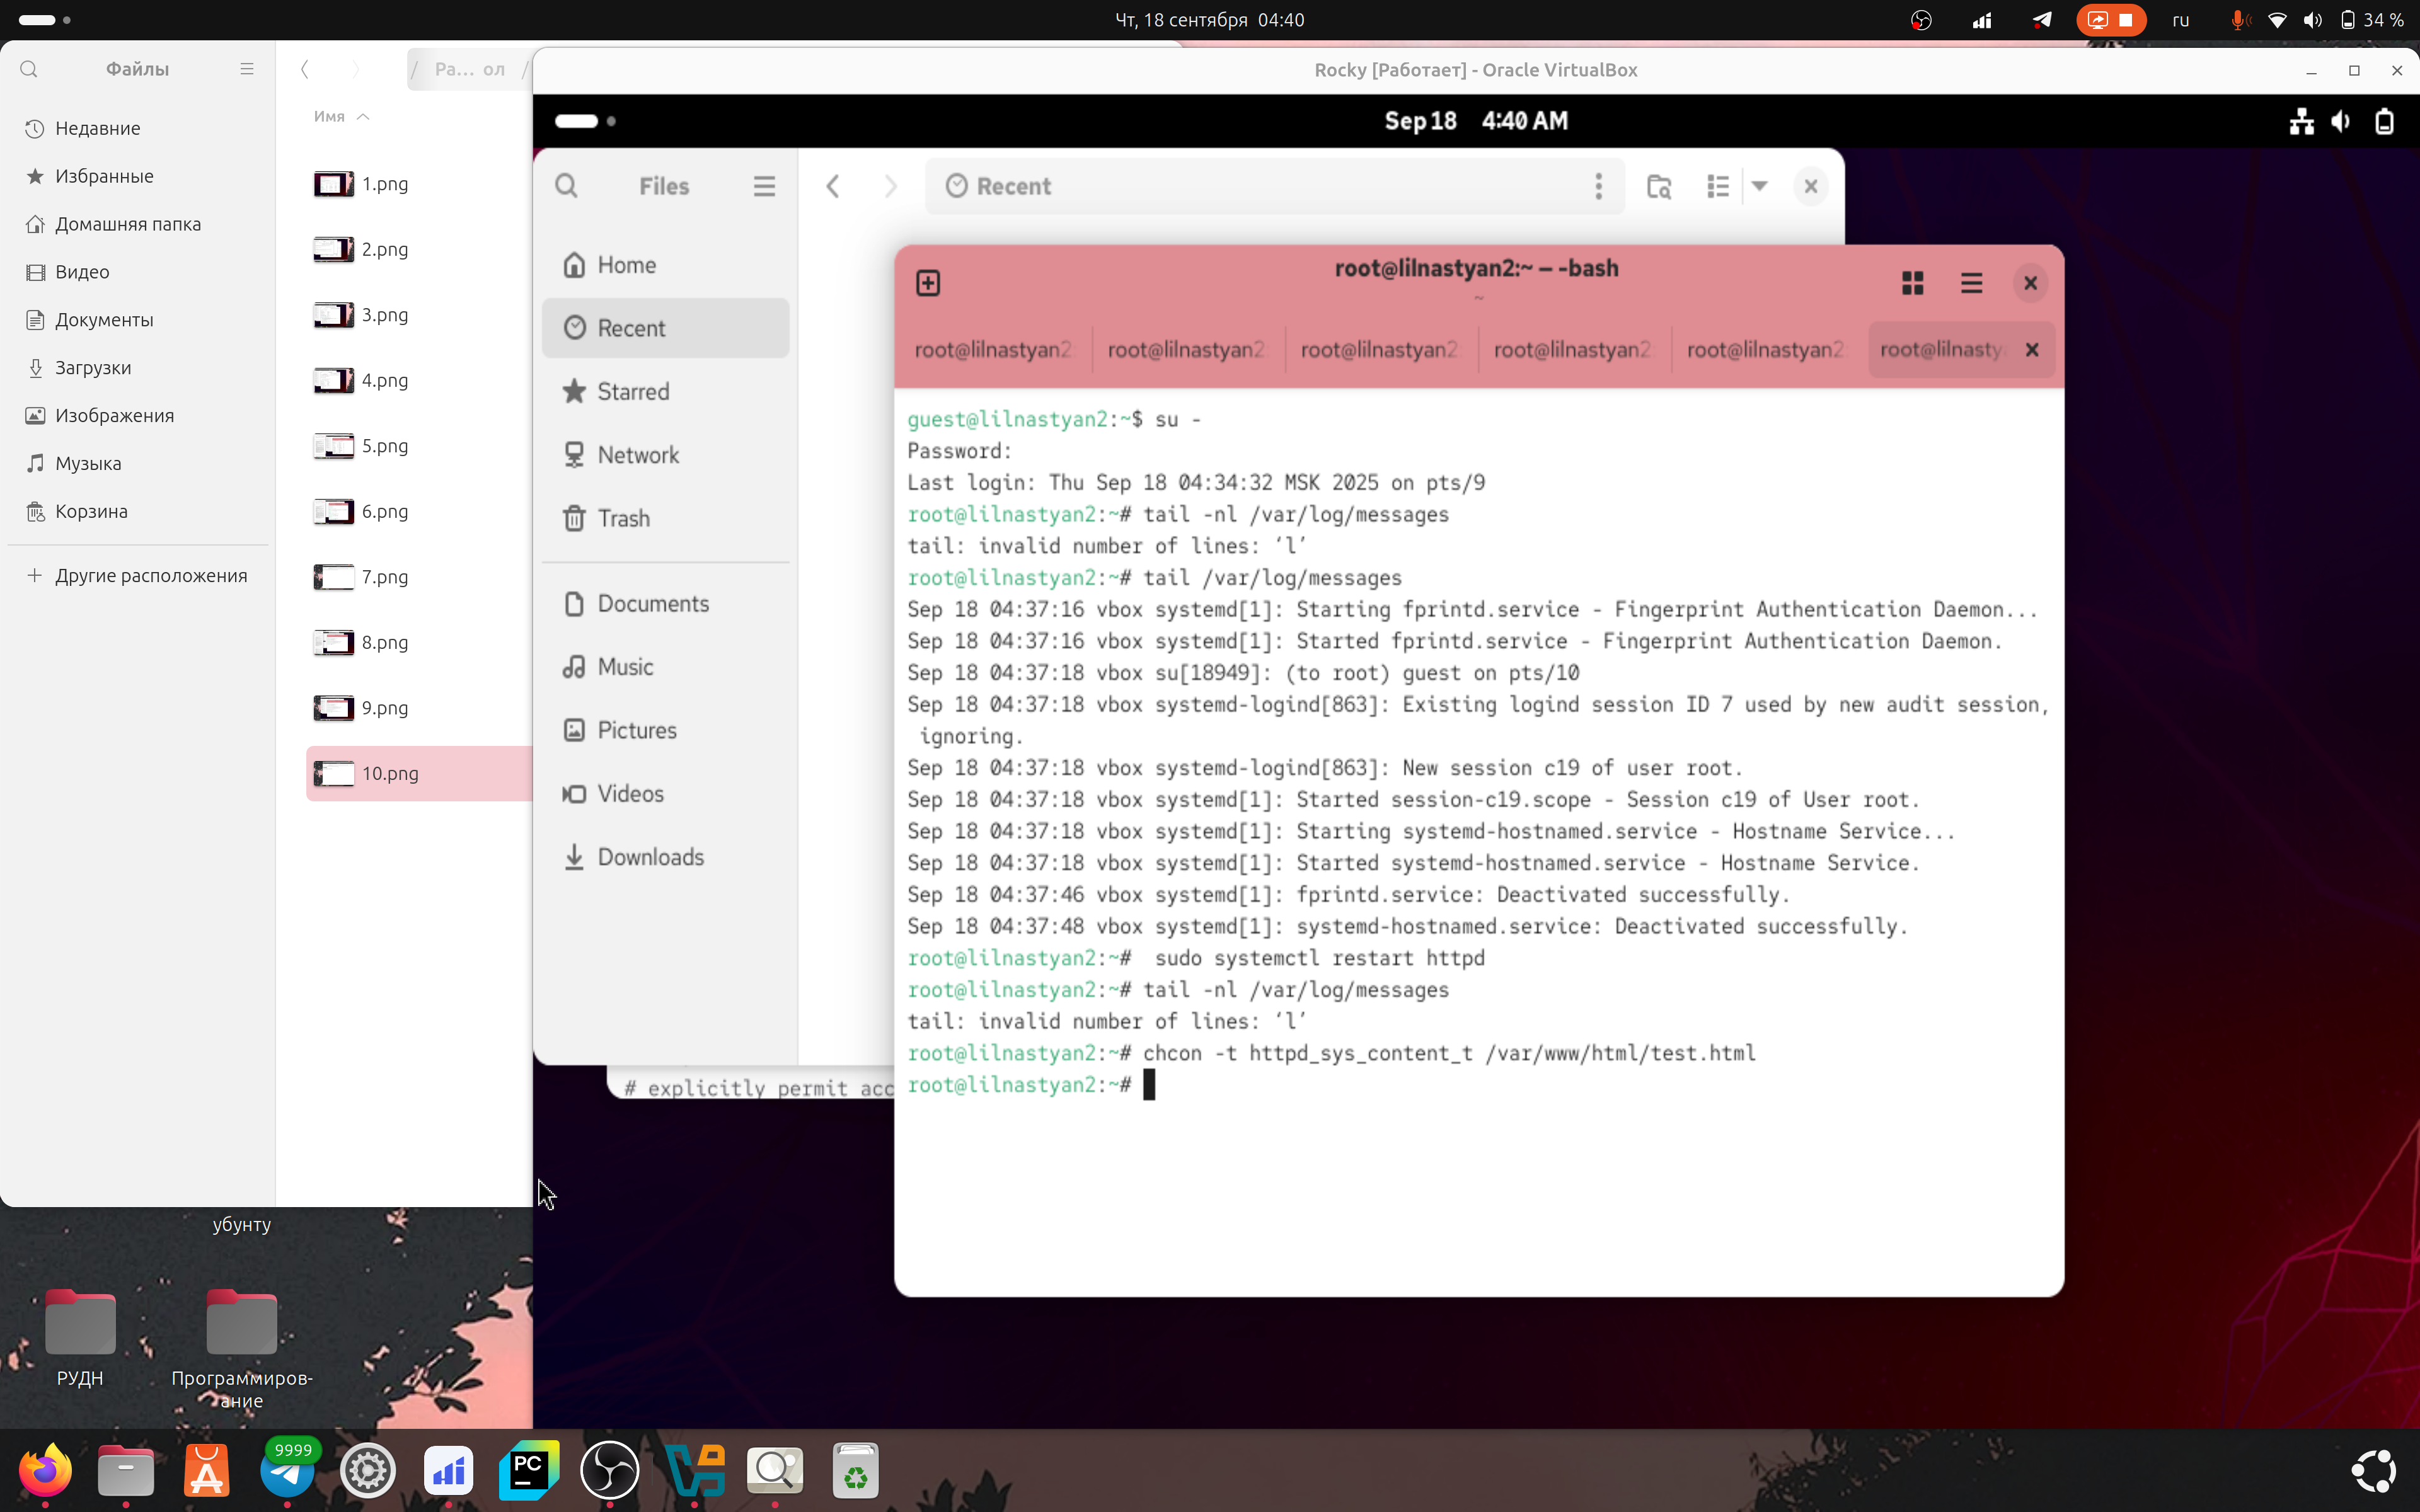 Чт, 18 сентября 04:40
ru
34 %
Файлы
/ Ра… ол /
Имя
Недавние
Избранные
Домашняя папка
Видео
Документы
Загрузки
Изображения
Музыка
Корзина
Другие расположения
1.png
2.png
3.png
4.png
5.png
6.png
7.png
8.png
9.png
10.png
Rocky [Работает] - Oracle VirtualBox
Sep 18 4:40 AM
Files
Recent
Home
Recent
Starred
Network
Trash
Documents
Music
Pictures
Videos
Downloads
# explicitly permit acc
root@lilnastyan2:~ — -bash
~
root@lilnastyan2: root@lilnastyan2: root@lilnastyan2: root@lilnastyan2: root@lilnastyan2: root@lilnasty
guest@lilnastyan2:~$ su -
Password:
Last login: Thu Sep 18 04:34:32 MSK 2025 on pts/9
root@lilnastyan2:~# tail -nl /var/log/messages
tail: invalid number of lines: ‘l’
root@lilnastyan2:~# tail /var/log/messages
Sep 18 04:37:16 vbox systemd[1]: Starting fprintd.service - Fingerprint Authentication Daemon...
Sep 18 04:37:16 vbox systemd[1]: Started fprintd.service - Fingerprint Authentication Daemon.
Sep 18 04:37:18 vbox su[18949]: (to root) guest on pts/10
Sep 18 04:37:18 vbox systemd-logind[863]: Existing logind session ID 7 used by new audit session,
 ignoring.
Sep 18 04:37:18 vbox systemd-logind[863]: New session c19 of user root.
Sep 18 04:37:18 vbox systemd[1]: Started session-c19.scope - Session c19 of User root.
Sep 18 04:37:18 vbox systemd[1]: Starting systemd-hostnamed.service - Hostname Service...
Sep 18 04:37:18 vbox systemd[1]: Started systemd-hostnamed.service - Hostname Service.
Sep 18 04:37:46 vbox systemd[1]: fprintd.service: Deactivated successfully.
Sep 18 04:37:48 vbox systemd[1]: systemd-hostnamed.service: Deactivated successfully.
root@lilnastyan2:~#  sudo systemctl restart httpd
root@lilnastyan2:~# tail -nl /var/log/messages
tail: invalid number of lines: ‘l’
root@lilnastyan2:~# chcon -t httpd_sys_content_t /var/www/html/test.html
root@lilnastyan2:~#
убунту
РУДН
Программиров-
ание
9999
PC